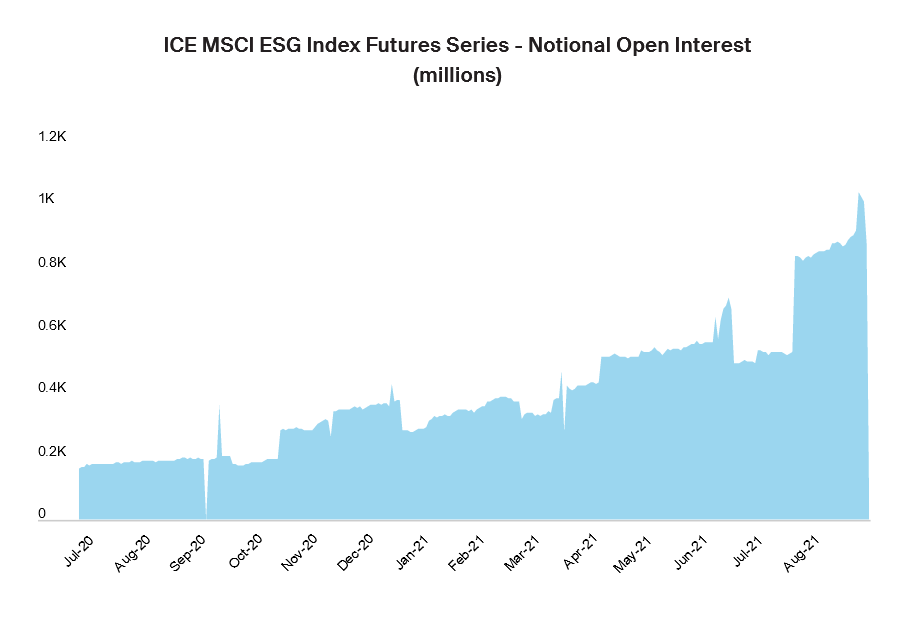 ICE MSCI ESG Index Futures Series - Notional Open Interest
(millions)
1.2K
1K
0.8K
0.6K
0.4K
0.2K
0
Jul-20
Aug-20
Sep-20
Oct-20
Nov-20
Dec-20
Jan-21
Feb-21
Mar-21
Apr-21
May-21
Jun-21
Jul-21
Aug-21